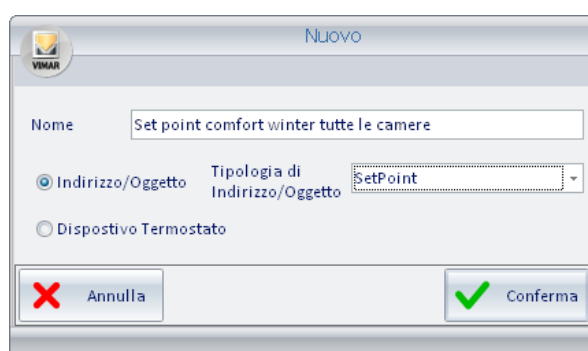 Nuovo
VIMAR
Nome Set point comfort winter tutte le camere
Indirizzo/Oggetto Tipologia di Indirizzo/Oggetto SetPoint
Dispostivo Termostato
Annulla Conferma